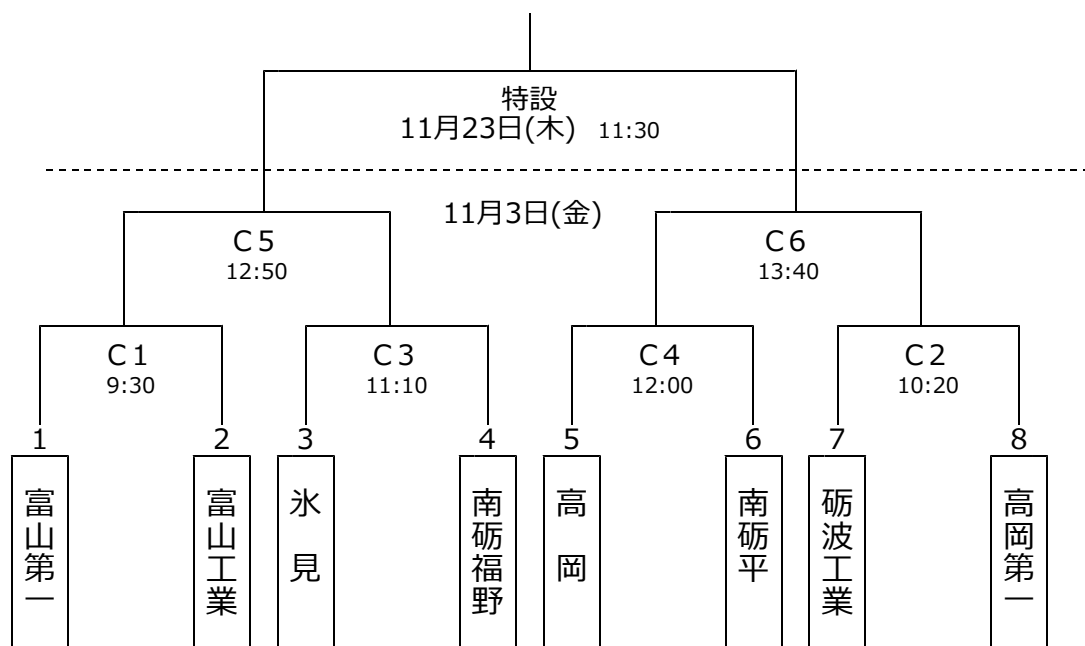 特設
11月23日(木) 11:30
11月3日(金)
C5
12:50
C6
13:40
C1
9:30
C3
11:10
C4
12:00
C2
10:20
1
2
3
4
5
6
7
8
富山第一
富山工業
氷見
南砺福野
高岡
南砺平
砺波工業
高岡第一